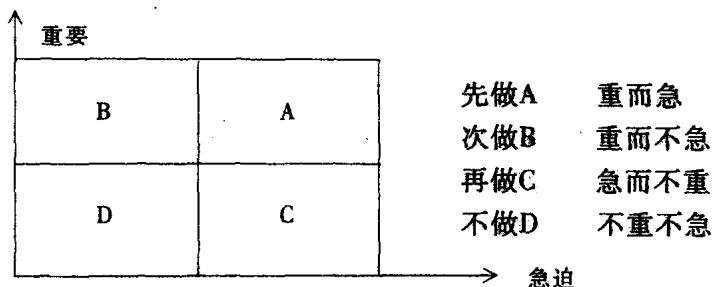 重要
B
A
D
C
急迫
先做A 重而急
次做B 重而不急
再做C 急而不重
不做D 不重不急